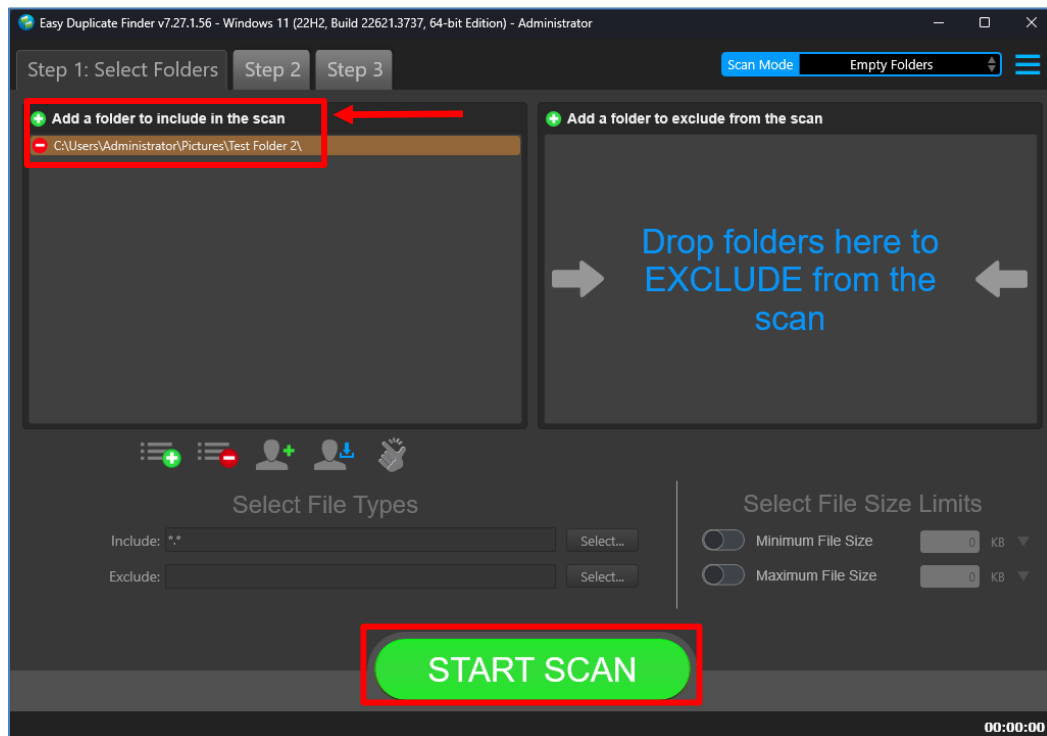 Easy Duplicate Finder v7.27.1.56 - Windows 11 (22H2, Build 22621.3737, 64-bit Edition) - Administrator
Step 1: Select Folders
Step 2
Step 3
Scan Mode
Empty Folders
Add a folder to include in the scan
C:\Users\Administrator\Pictures\Test Folder 2\
Add a folder to exclude from the scan
Drop folders here to
EXCLUDE from the
scan
Select File Types
Include: *.*
Select...
Exclude:
Select...
Select File Size Limits
Minimum File Size
0 KB
Maximum File Size
0 KB
START SCAN
00:00:00